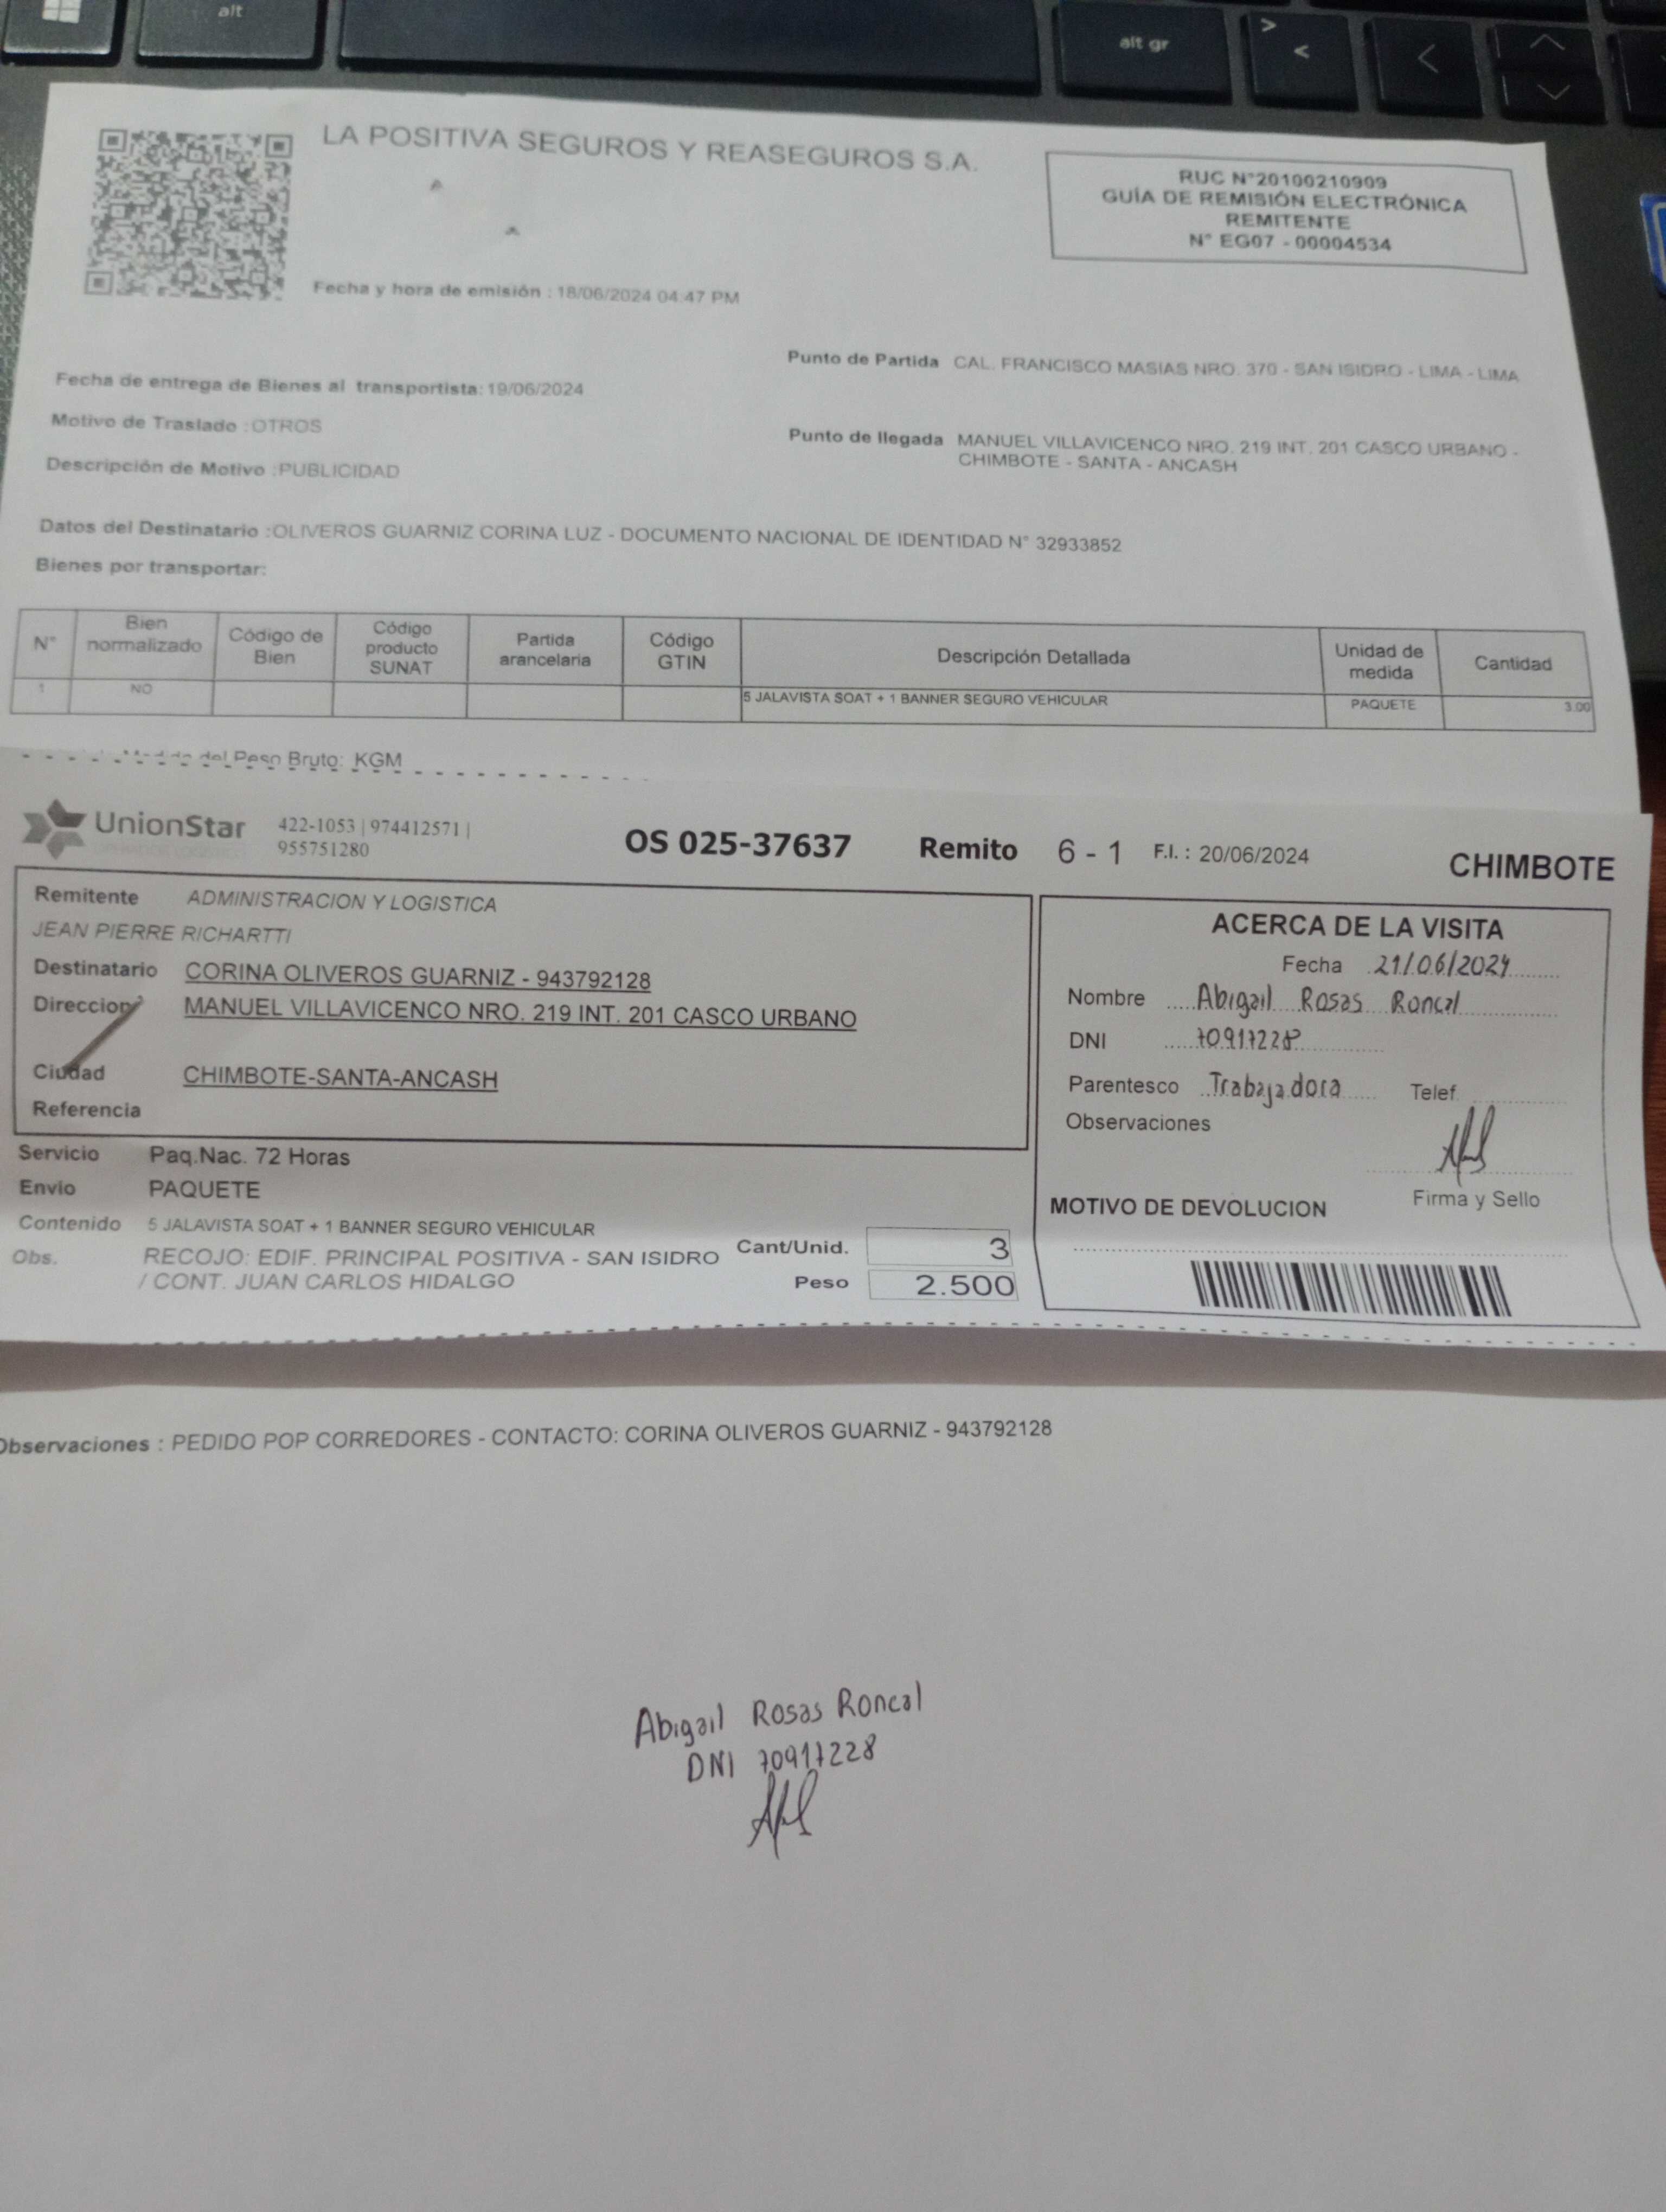 alt
alt gr
>
<
LA POSITIVA SEGUROS Y REASEGUROS S.A.
RUC N°20100210909
GUÍA DE REMISIÓN ELECTRÓNICA
REMITENTE
N° EG07 - 00004534
Fecha y hora de emisión : 18/06/2024 04:47 PM
Punto de Partida CAL. FRANCISCO MASIAS NRO. 370 - SAN ISIDRO - LIMA - LIMA
Fecha de entrega de Bienes al transportista: 19/06/2024
Motivo de Traslado : OTROS
Punto de llegada MANUEL VILLAVICENCO NRO. 219 INT. 201 CASCO URBANO -
CHIMBOTE - SANTA - ANCASH
Descripción de Motivo : PUBLICIDAD
Datos del Destinatario : OLIVEROS GUARNIZ CORINA LUZ - DOCUMENTO NACIONAL DE IDENTIDAD N° 32933852
Bienes por transportar:
N° Bien normalizado Código de Bien Código producto SUNAT Partida arancelaria Código GTIN Descripción Detallada Unidad de medida Cantidad
1 NO 5 JALAVISTA SOAT + 1 BANNER SEGURO VEHICULAR PAQUETE 3.00
del Peso Bruto: KGM
UnionStar 422-1053 | 974412571 |
955751280
OS 025-37637 Remito 6 - 1 F.I. : 20/06/2024 CHIMBOTE
Remitente ADMINISTRACION Y LOGISTICA
JEAN PIERRE RICHARTTI
Destinatario CORINA OLIVEROS GUARNIZ - 943792128
Direccion MANUEL VILLAVICENCO NRO. 219 INT. 201 CASCO URBANO
Ciudad CHIMBOTE-SANTA-ANCASH
Referencia
Servicio Paq.Nac. 72 Horas
Envio PAQUETE
Contenido 5 JALAVISTA SOAT + 1 BANNER SEGURO VEHICULAR
Obs. RECOJO: EDIF. PRINCIPAL POSITIVA - SAN ISIDRO
/ CONT. JUAN CARLOS HIDALGO
Cant/Unid. 3
Peso 2.500
ACERCA DE LA VISITA
Fecha 21/06/2024
Nombre Abigail Rosas Roncal
DNI 70917228
Parentesco Trabajadora Telef.
Observaciones
Firma y Sello
MOTIVO DE DEVOLUCION
Observaciones : PEDIDO POP CORREDORES - CONTACTO: CORINA OLIVEROS GUARNIZ - 943792128
Abigail Rosas Roncal
DNI 70917228